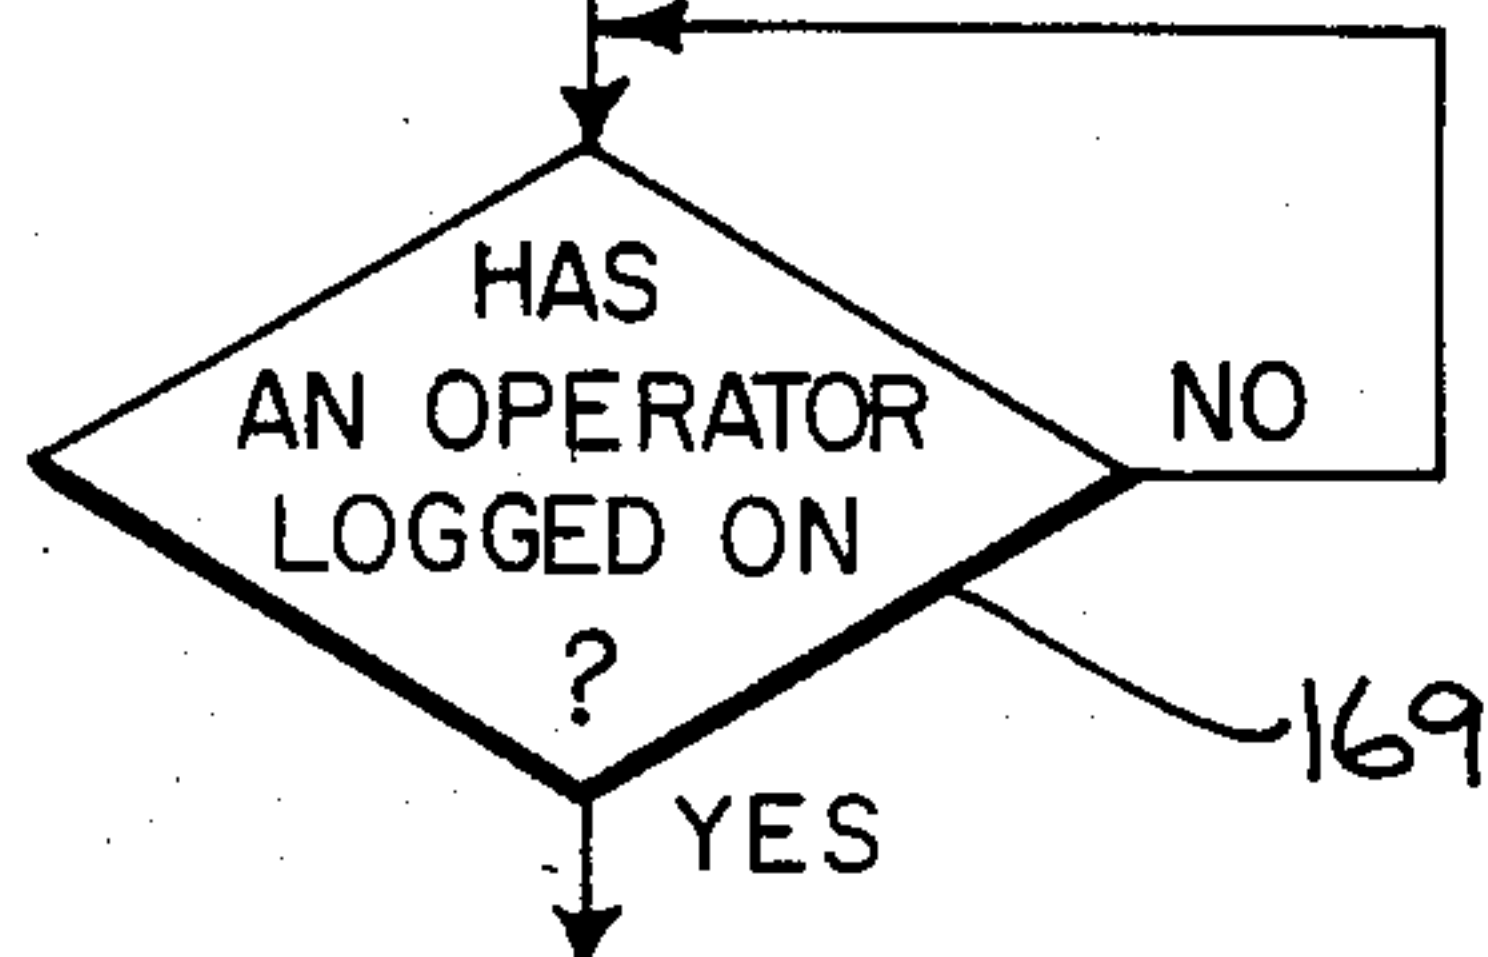 HAS
AN OPERATOR
LOGGED ON
?
NO
169
YES